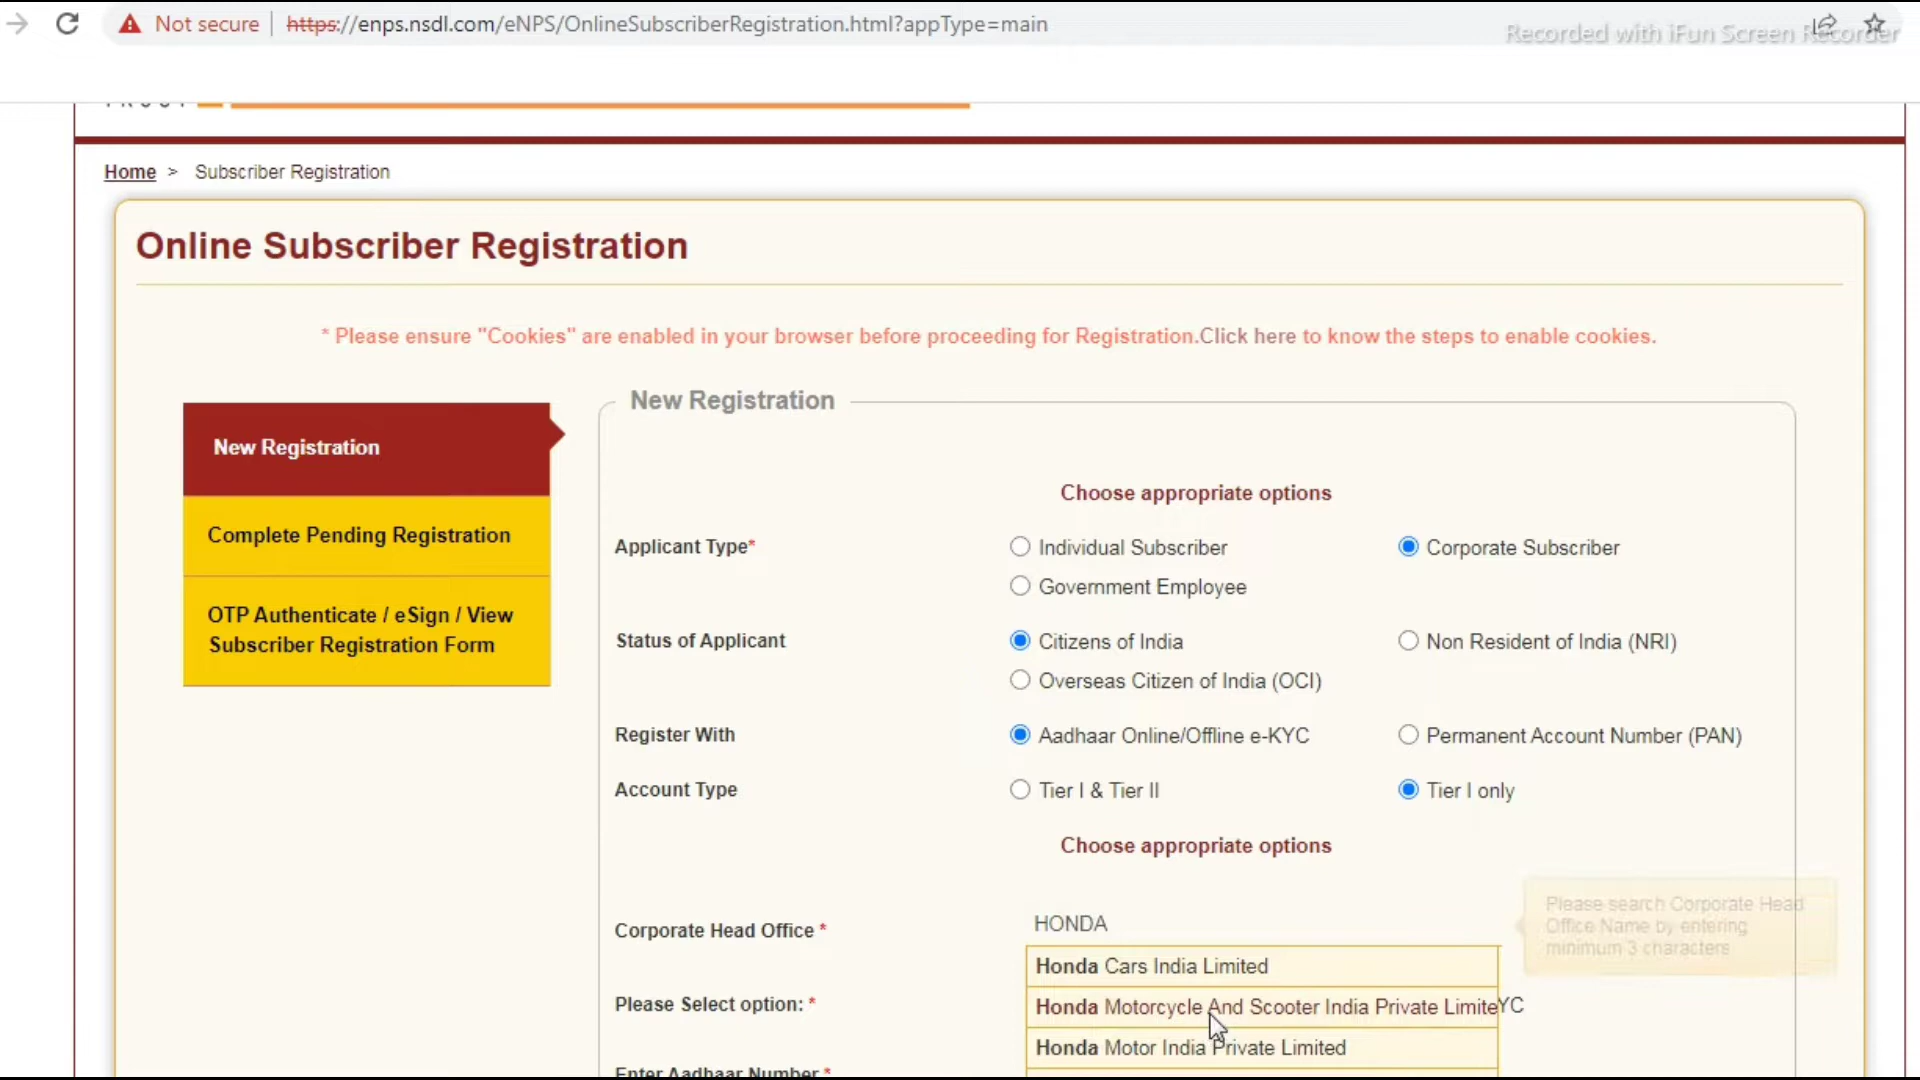 Not secure | https://enps.nsdl.com/eNPS/OnlineSubscriberRegistration.html?appType=main
Recorded with iFun Screen Recorder
Home > Subscriber Registration
Online Subscriber Registration
* Please ensure "Cookies" are enabled in your browser before proceeding for Registration.Click here to know the steps to enable cookies.
New Registration
Complete Pending Registration
OTP Authenticate / eSign / View
Subscriber Registration Form
New Registration
Choose appropriate options
Applicant Type* Individual Subscriber Corporate Subscriber
Government Employee
Status of Applicant Citizens of India Non Resident of India (NRI)
Overseas Citizen of India (OCI)
Register With Aadhaar Online/Offline e-KYC Permanent Account Number (PAN)
Account Type Tier I & Tier II Tier I only
Choose appropriate options
Corporate Head Office * HONDA
Please search Corporate Head
Office Name by entering
minimum 3 characters
Honda Cars India Limited
Please Select option: * Honda Motorcycle And Scooter India Private Limite YC
Honda Motor India Private Limited
Enter Aadhaar Number *